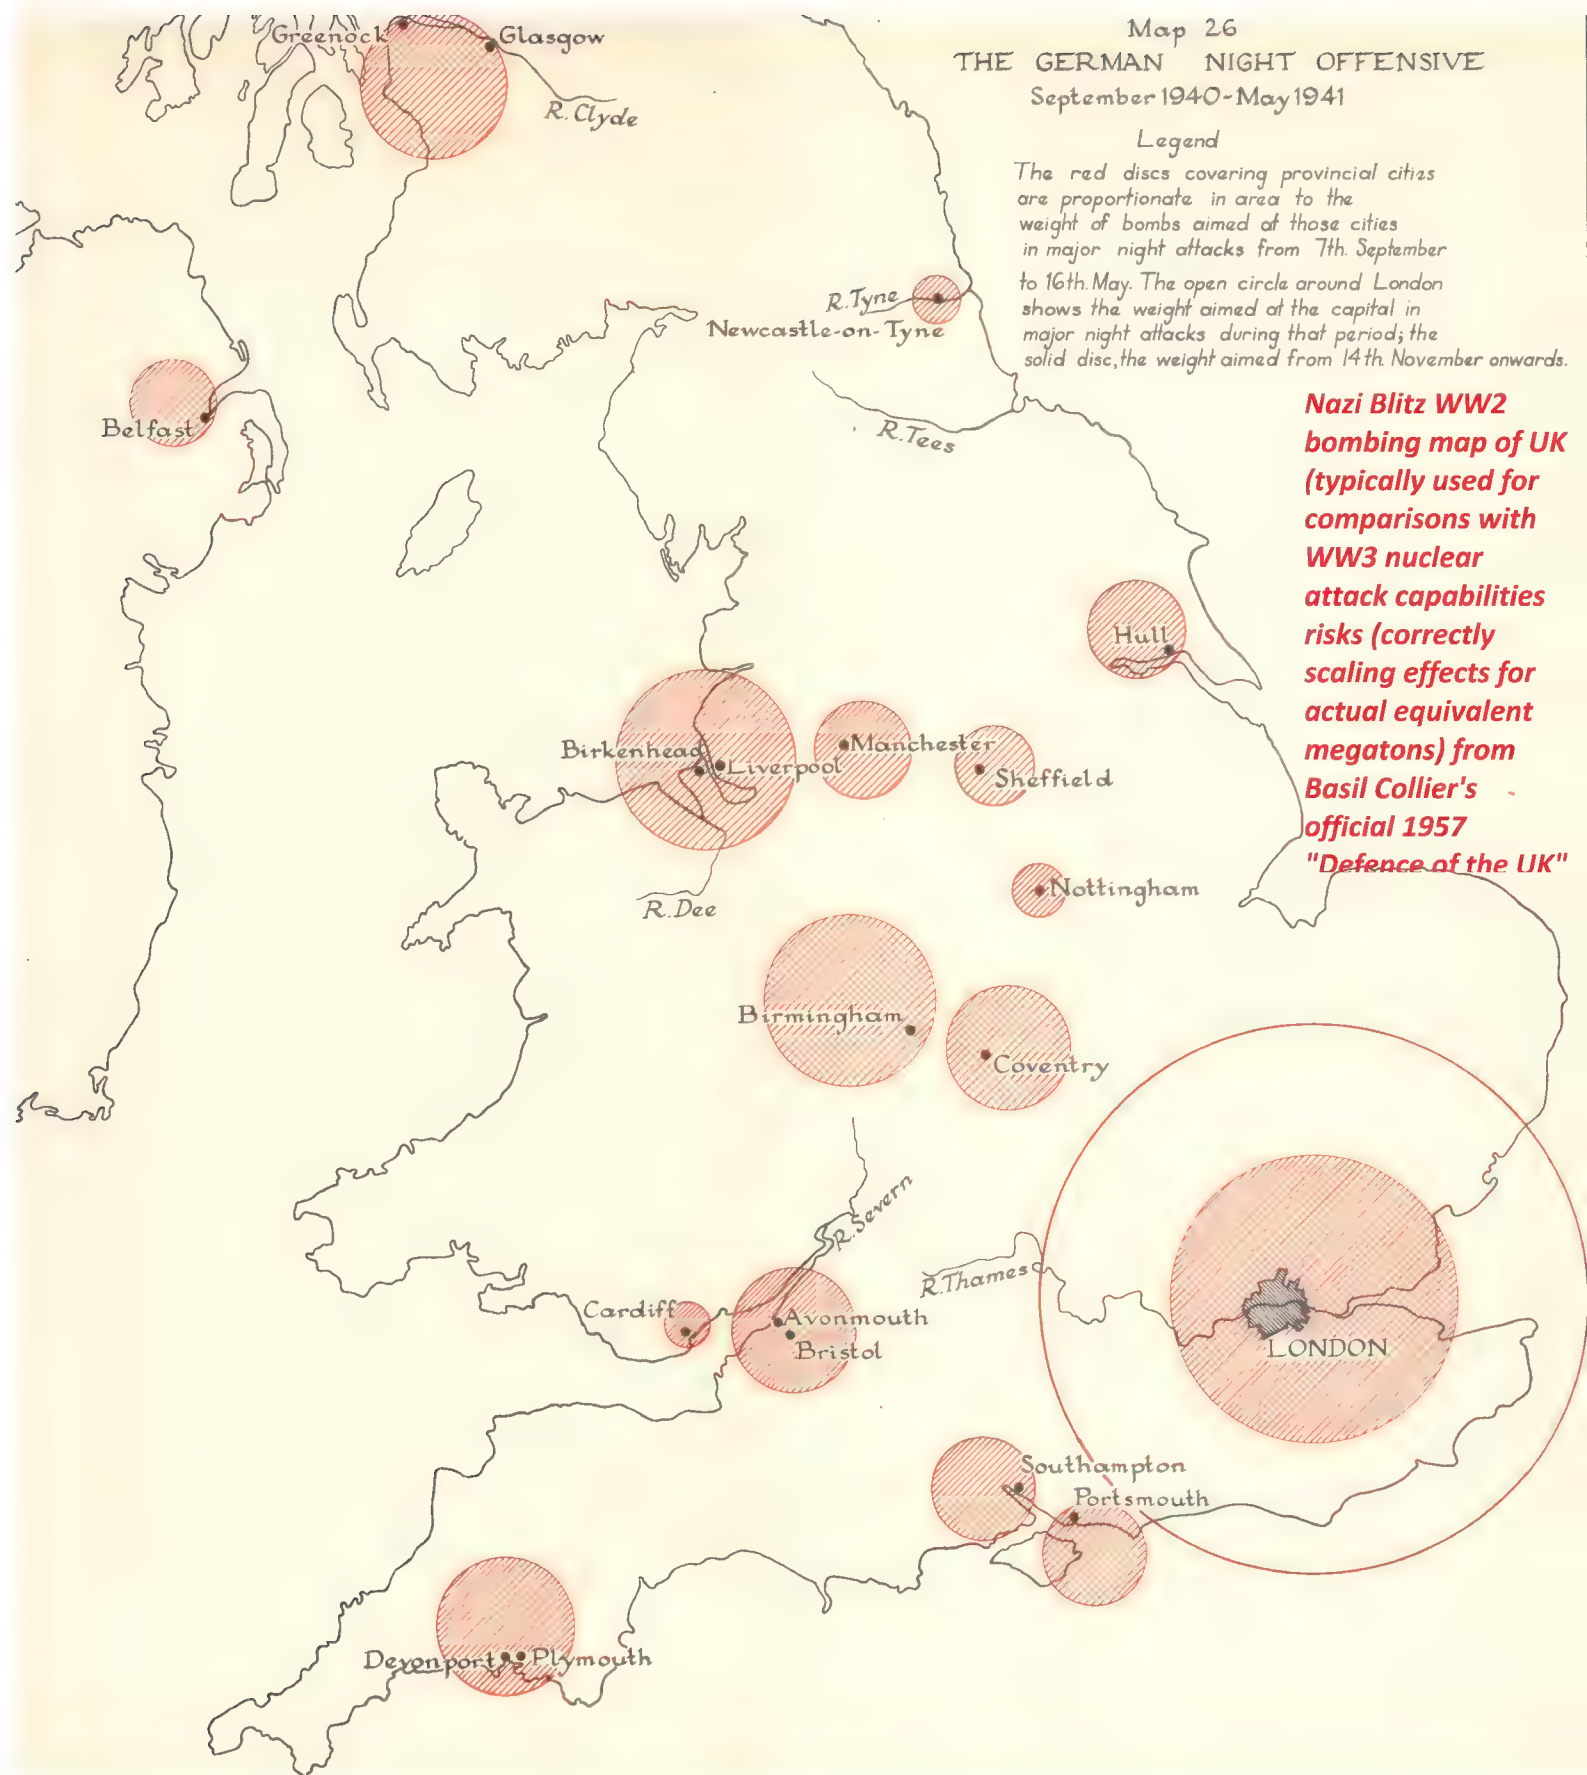 Map 26
THE GERMAN NIGHT OFFENSIVE
September 1940-May 1941
Legend
The red discs covering provincial cities
are proportionate in area to the
weight of bombs aimed at those cities
in major night attacks from 7th. September
to 16th. May. The open circle around London
shows the weight aimed at the capital in
major night attacks during that period; the
solid disc, the weight aimed from 14th November onwards.
Nazi Blitz WW2
bombing map of UK
(typically used for
comparisons with
WW3 nuclear
attack capabilities
risks (correctly
scaling effects for
actual equivalent
megatons) from
Basil Collier's
official 1957
"Defence of the UK"
Greenock
Glasgow
R. Clyde
R. Tyne
Newcastle-on-Tyne
Belfast
R. Tees
Hull
Birkenhead
Liverpool
Manchester
Sheffield
R. Dee
Nottingham
Birmingham
Coventry
R. Severn
R. Thames
Cardiff
Avonmouth
Bristol
LONDON
Southampton
Portsmouth
Devonport
Plymouth